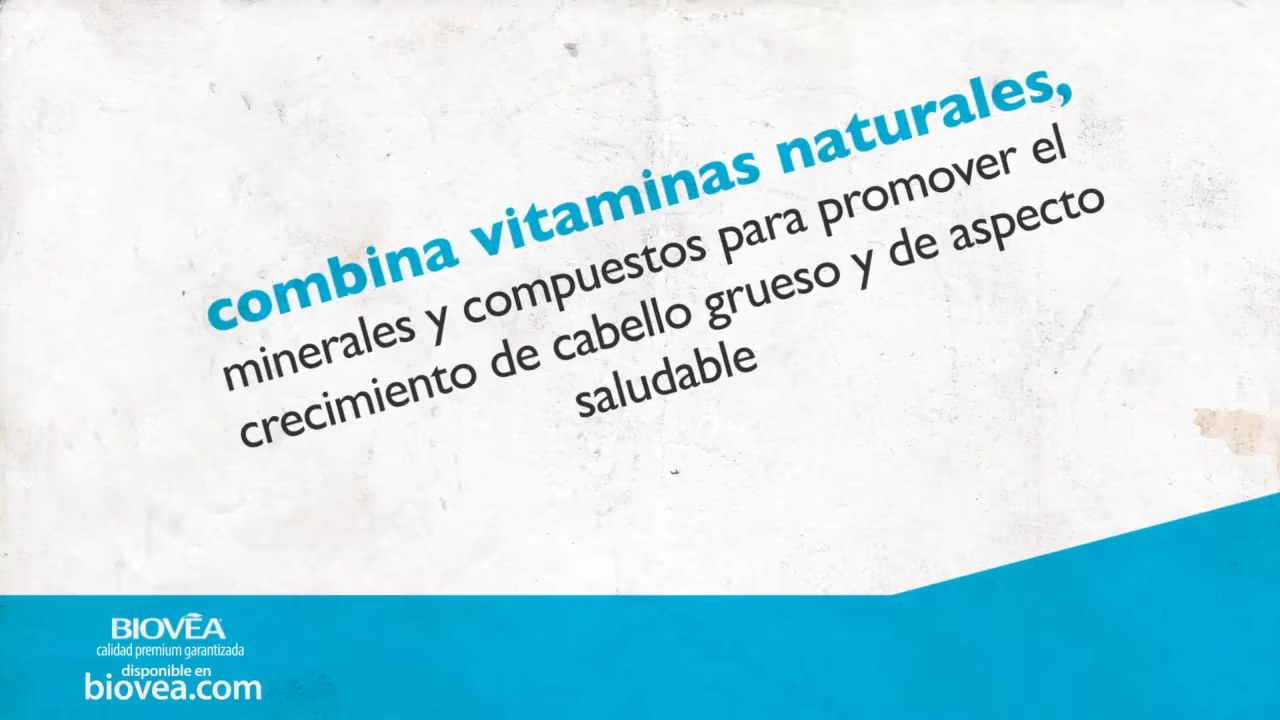 combina vitaminas naturales,
minerales y compuestos para promover el
crecimiento de cabello grueso y de aspecto
saludable
BIOVEA
calidad premium garantizada
disponible en
biovea.com